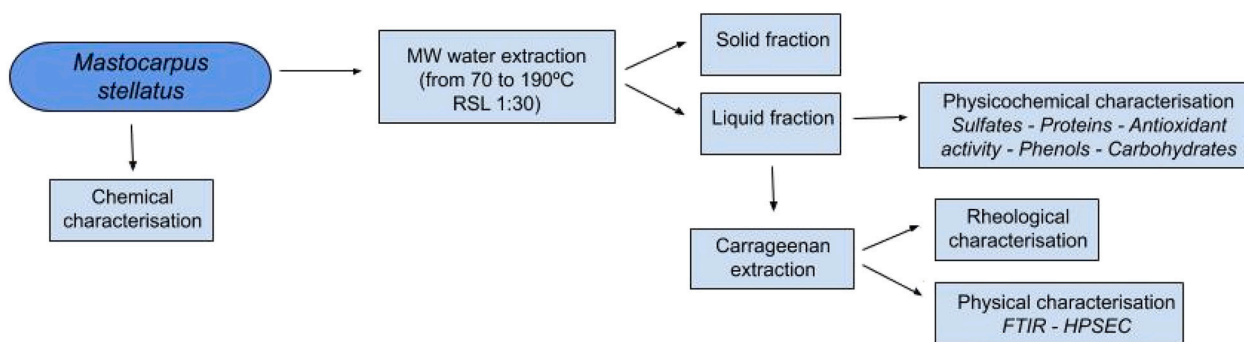 Mastocarpus
stellatus
Chemical
characterisation
MW water extraction
(from 70 to 190ºC
RSL 1:30)
Solid fraction
Liquid fraction
Physicochemical characterisation
Sulfates - Proteins - Antioxidant
activity - Phenols - Carbohydrates
Carrageenan
extraction
Rheological
characterisation
Physical characterisation
FTIR - HPSEC